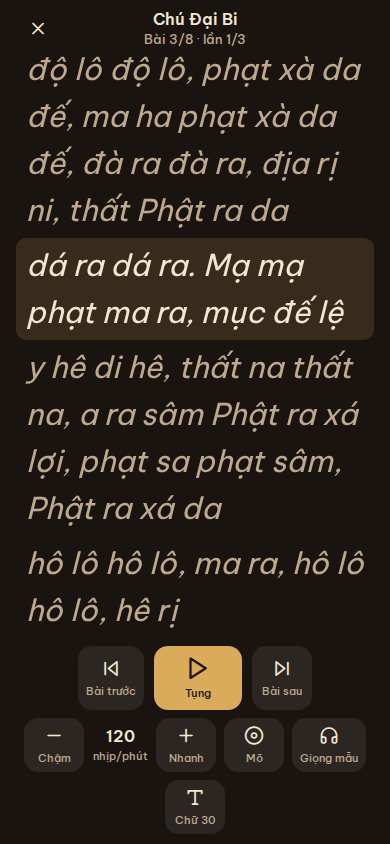 Chú Đại Bi
Bài 3/8 · lần 1/3
độ lô độ lô, phạt xà da
đế, ma ha phạt xà da
đế, đà ra đà ra, địa rị
ni, thất Phật ra da
dá ra dá ra. Mạ mạ
phạt ma ra, mục đế lệ
y hê di hê, thất na thất
na, a ra sâm Phật ra xá
lợi, phạt sa phạt sâm,
Phật ra xá da
hô lô hô lô, ma ra, hô lô
hô lô, hê rị
Bài trước
Tụng
Bài sau
Chậm
120
nhịp/phút
Nhanh
Mõ
Giọng mẫu
Chữ 30